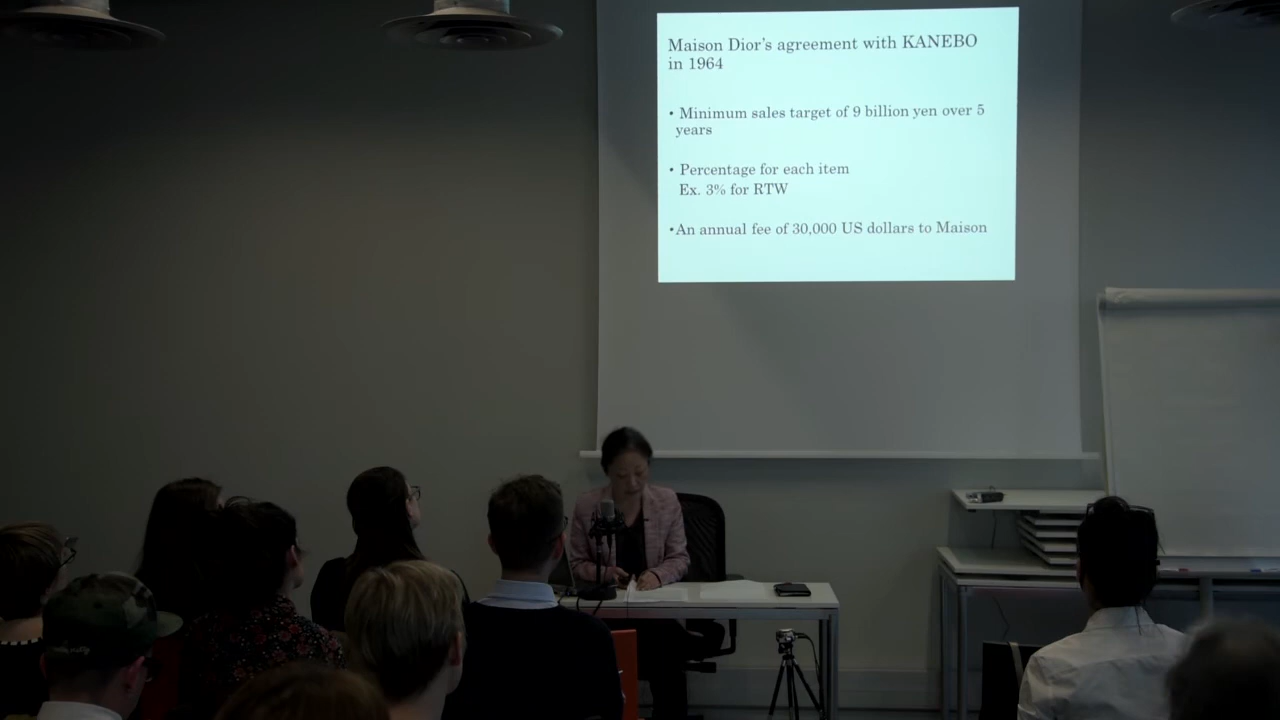 Maison Dior's agreement with KANEBO
in 1964
• Minimum sales target of 9 billion yen over 5
years
• Percentage for each item
Ex. 3% for RTW
•An annual fee of 30,000 US dollars to Maison